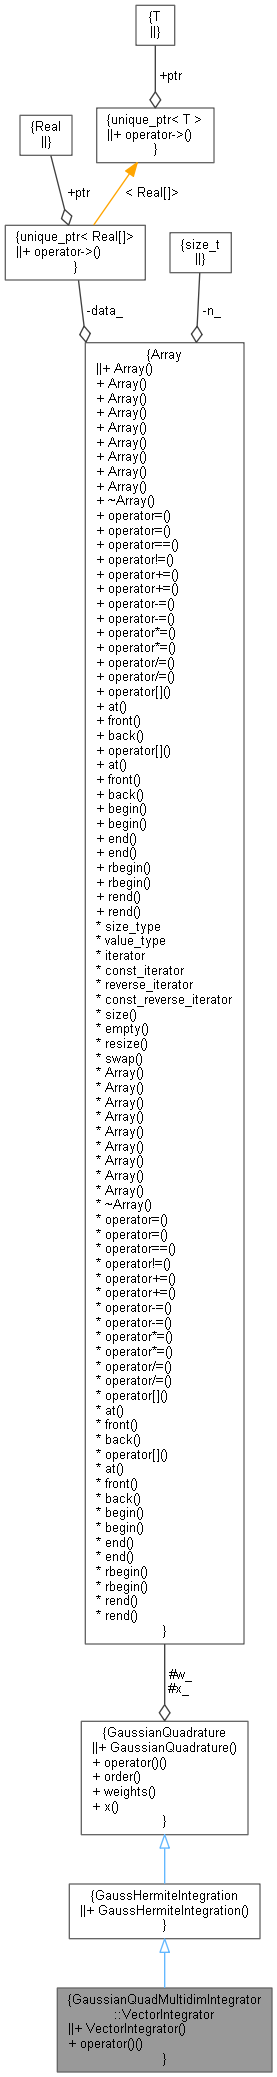 {T
||}
+ptr
{unique_ptr< T >
||+ operator->()
}
{Real
||}
+ptr
< Real[]>
{unique_ptr< Real[]>
||+ operator->()
}
{size_t
||}
-data_
-n_
{Array
||+ Array()
+ Array()
+ Array()
+ Array()
+ Array()
+ Array()
+ Array()
+ Array()
+ Array()
+ ~Array()
+ operator=()
+ operator=()
+ operator==()
+ operator!=()
+ operator+=()
+ operator+=()
+ operator-=()
+ operator-=()
+ operator*=()
+ operator*=()
+ operator/=()
+ operator/=()
+ operator[]()
+ at()
+ front()
+ back()
+ operator[]()
+ at()
+ front()
+ back()
+ begin()
+ begin()
+ end()
+ end()
+ rbegin()
+ rbegin()
+ rend()
+ rend()
* size_type
* value_type
* iterator
* const_iterator
* reverse_iterator
* const_reverse_iterator
* size()
* empty()
* resize()
* swap()
* Array()
* Array()
* Array()
* Array()
* Array()
* Array()
* Array()
* Array()
* Array()
* ~Array()
* operator=()
* operator=()
* operator==()
* operator!=()
* operator+=()
* operator+=()
* operator-=()
* operator-=()
* operator*=()
* operator*=()
* operator/=()
* operator/=()
* operator[]()
* at()
* front()
* back()
* operator[]()
* at()
* front()
* back()
* begin()
* begin()
* end()
* end()
* rbegin()
* rbegin()
* rend()
* rend()
}
#w_
#x_
{GaussianQuadrature
||+ GaussianQuadrature()
+ operator()()
+ order()
+ weights()
+ x()
}
{GaussHermiteIntegration
||+ GaussHermiteIntegration()
}
{GaussianQuadMultidimIntegrator
::VectorIntegrator
||+ VectorIntegrator()
+ operator()()
}